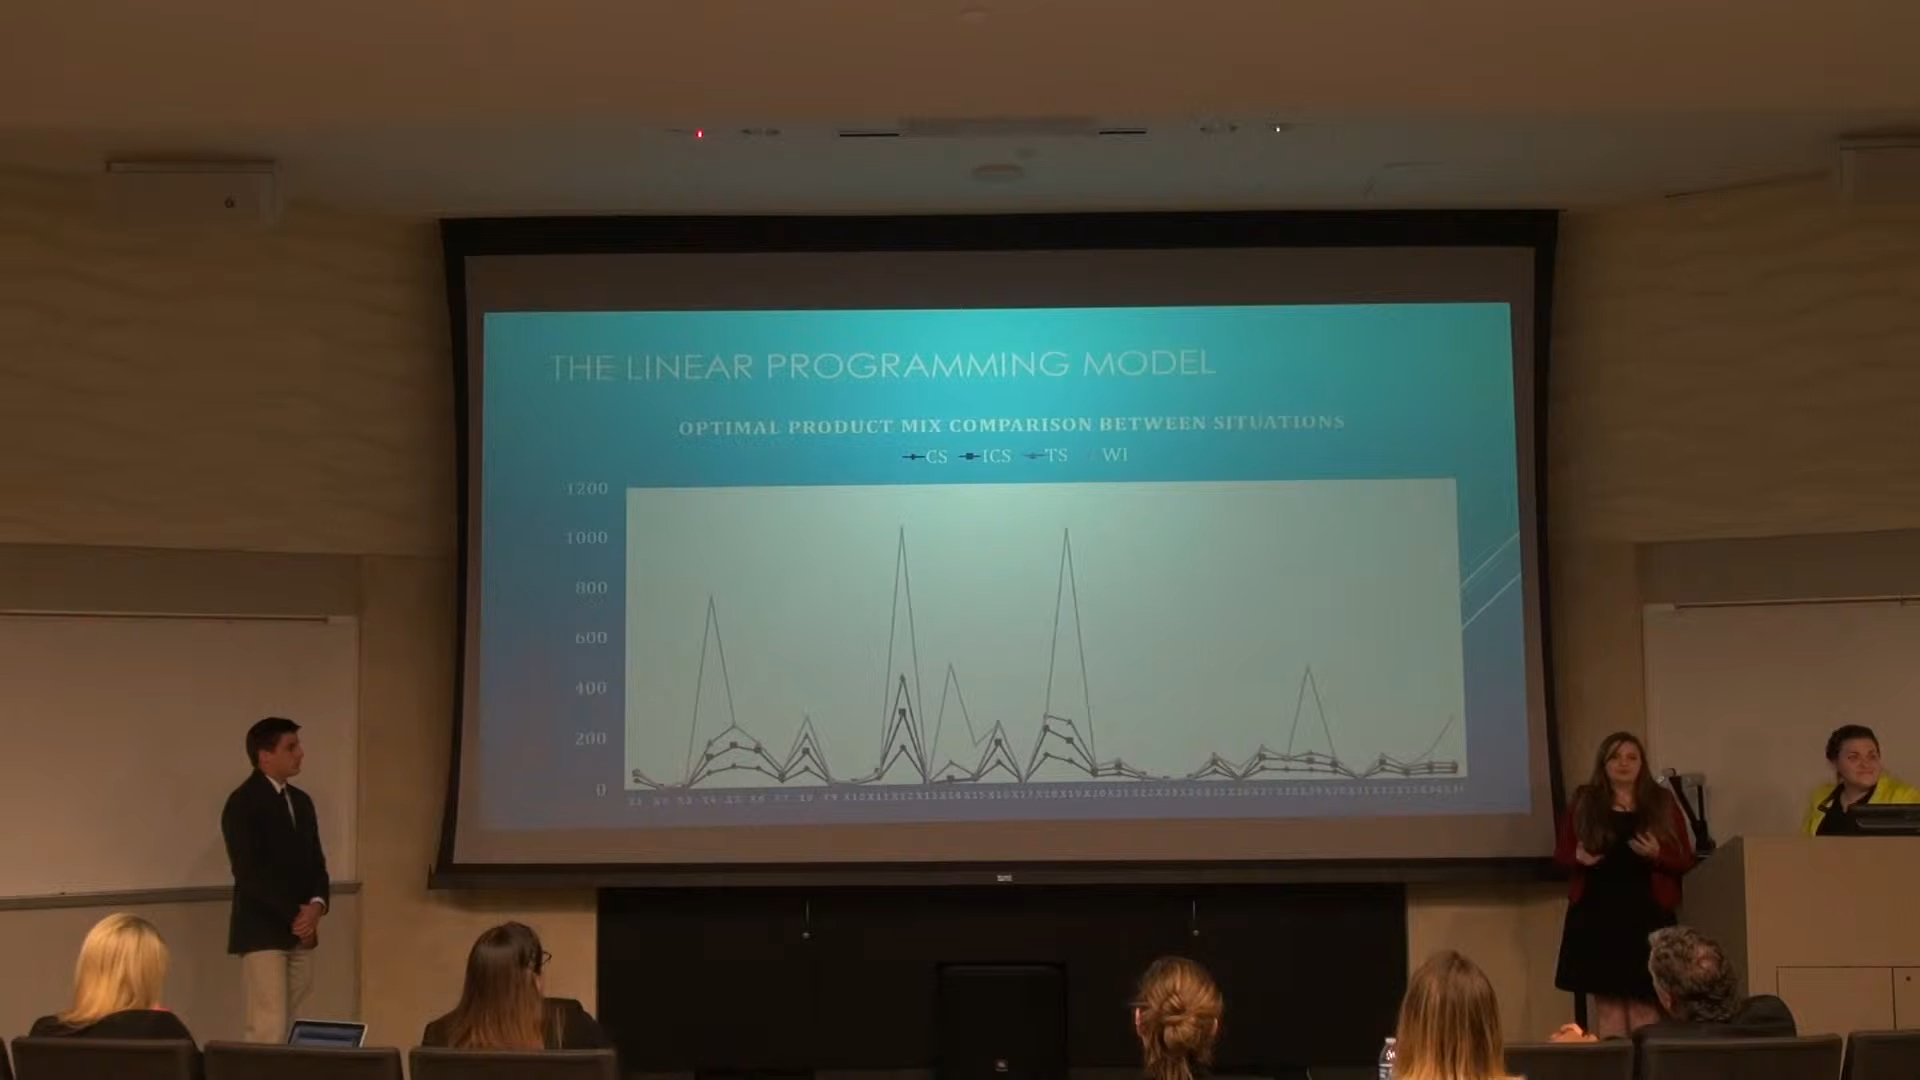 THE LINEAR PROGRAMMING MODEL
OPTIMAL PRODUCT MIX COMPARISON BETWEEN SITUATIONS
CS ICS TS WI
1200
1000
800
600
400
200
0